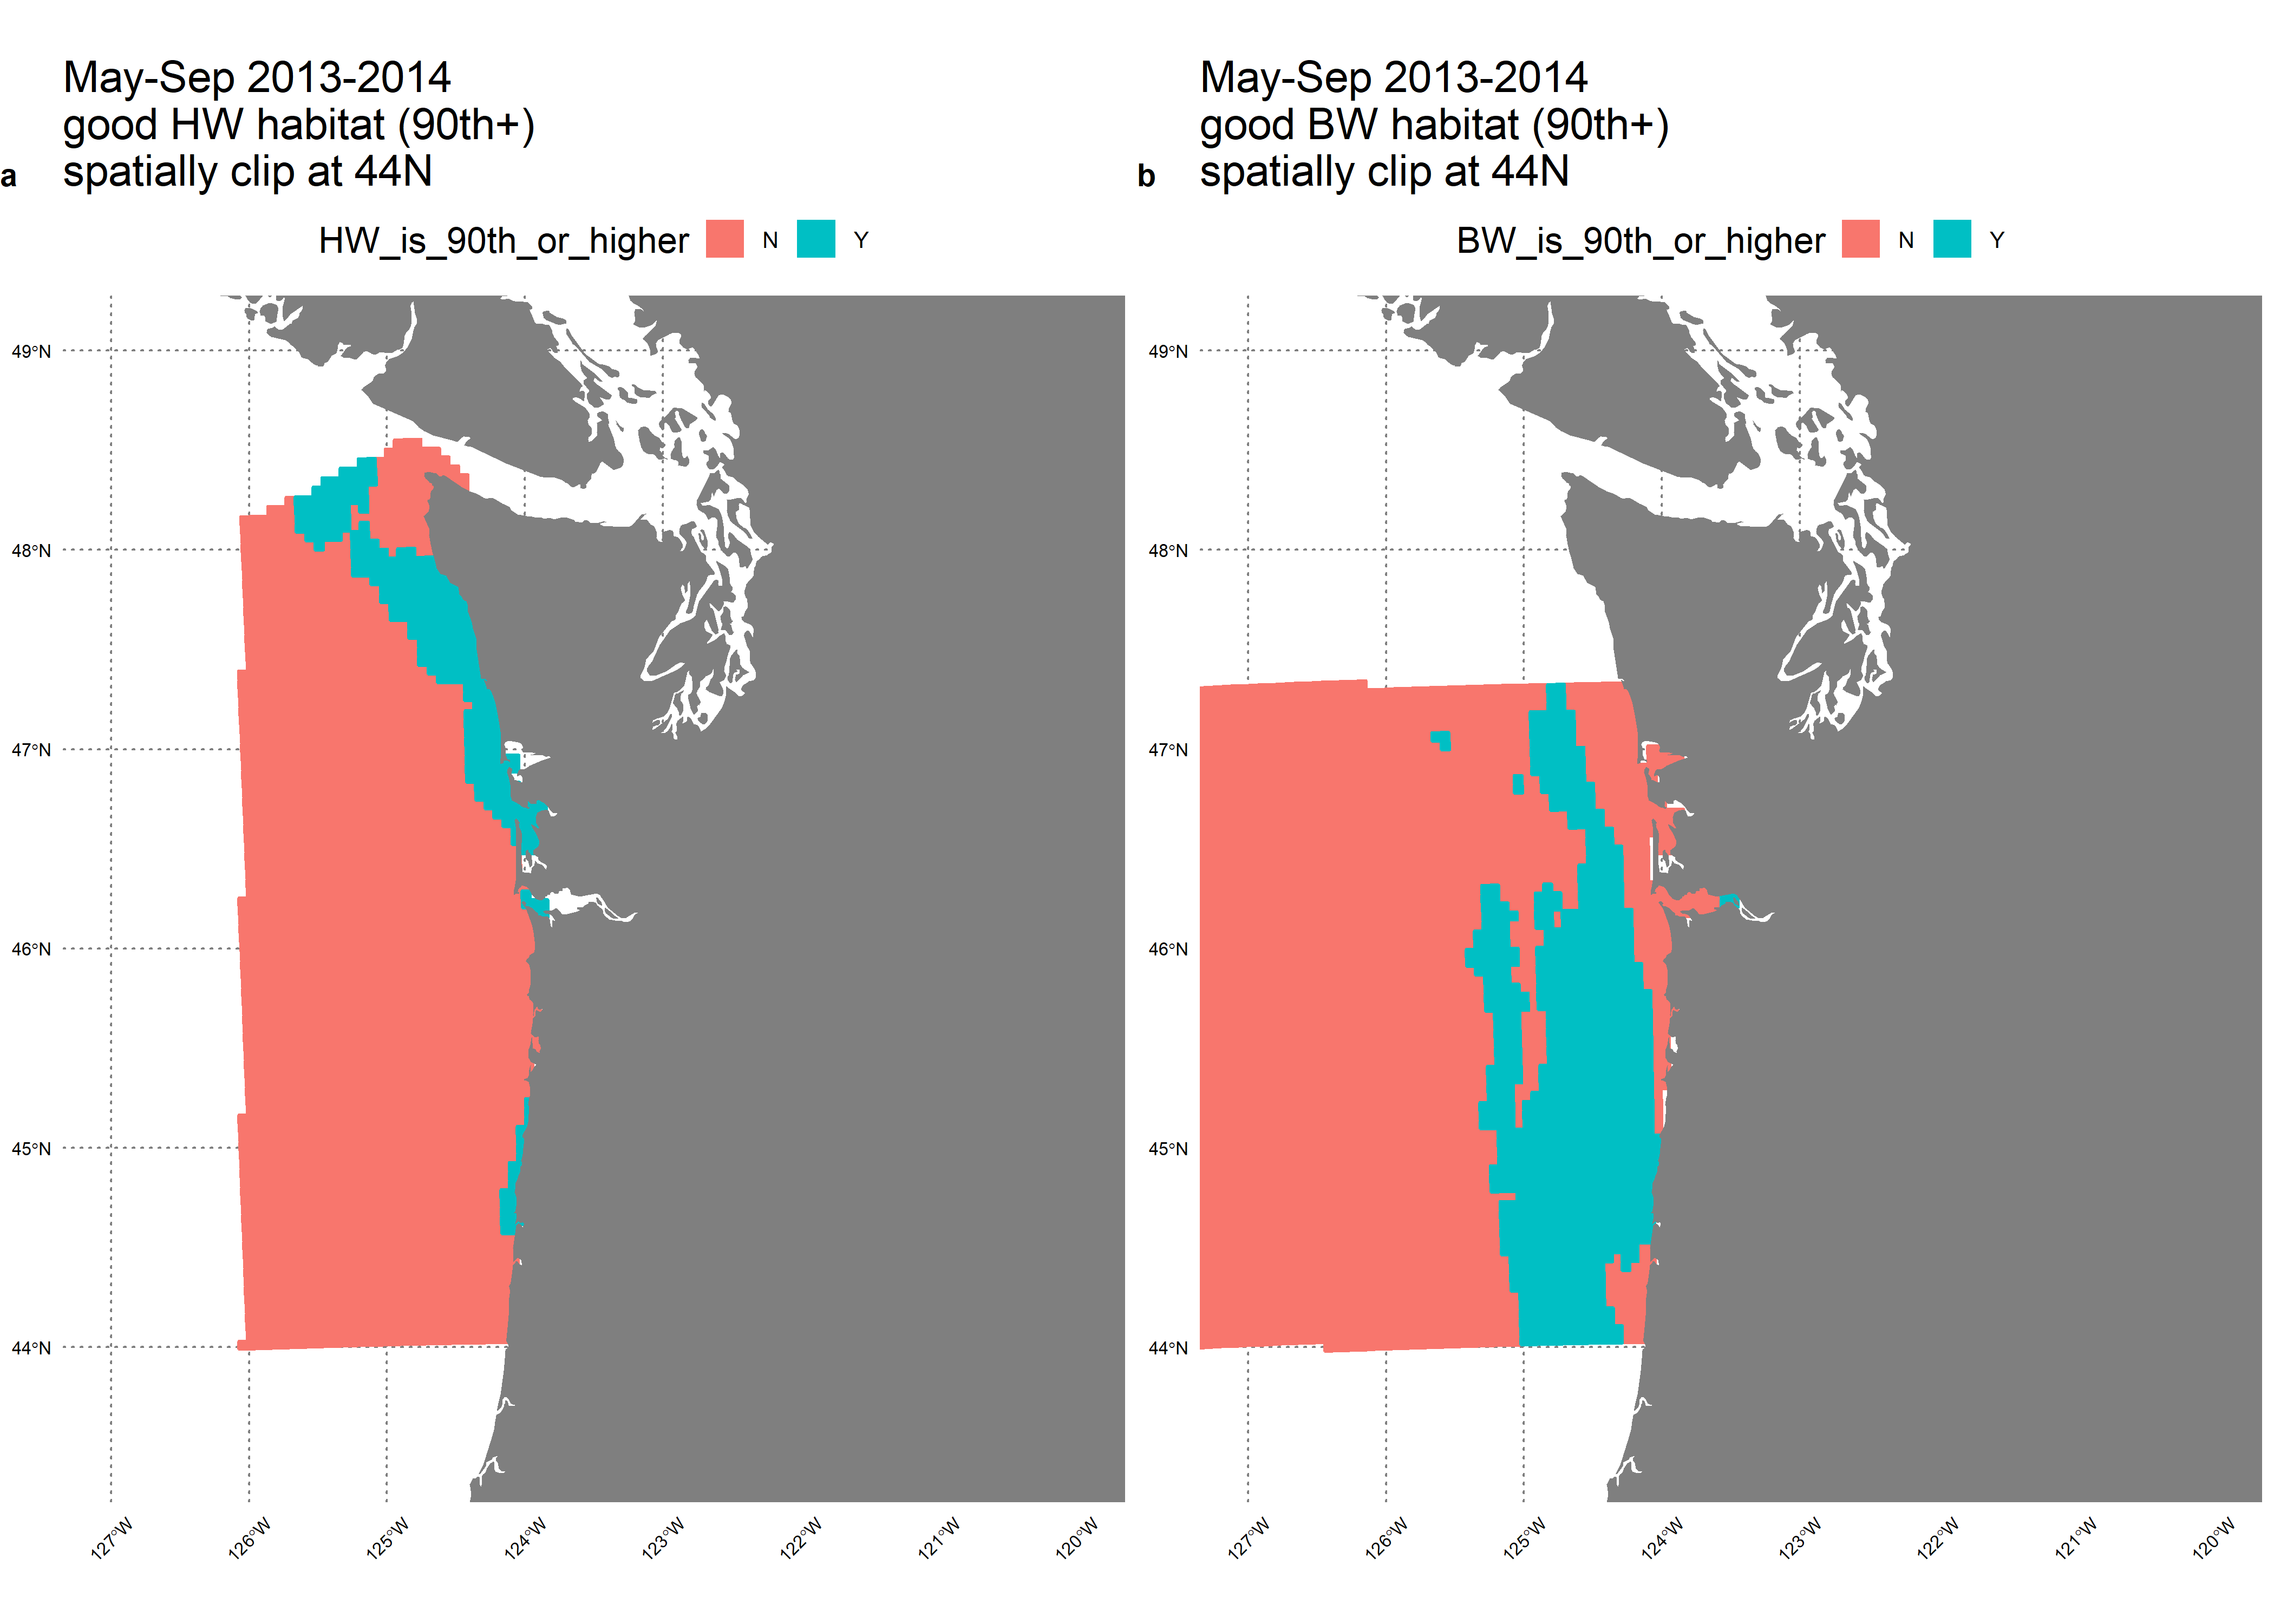 May-Sep 2013-2014
good HW habitat (90th+)
a spatially clip at 44N
HW_is_90th_or_higher N Y
49°N
48°N
47°N
46°N
45°N
44°N
127°W 126°W 125°W 124°W 123°W 122°W 121°W 120°W
May-Sep 2013-2014
good BW habitat (90th+)
b spatially clip at 44N
BW_is_90th_or_higher N Y
49°N
48°N
47°N
46°N
45°N
44°N
127°W 126°W 125°W 124°W 123°W 122°W 121°W 120°W